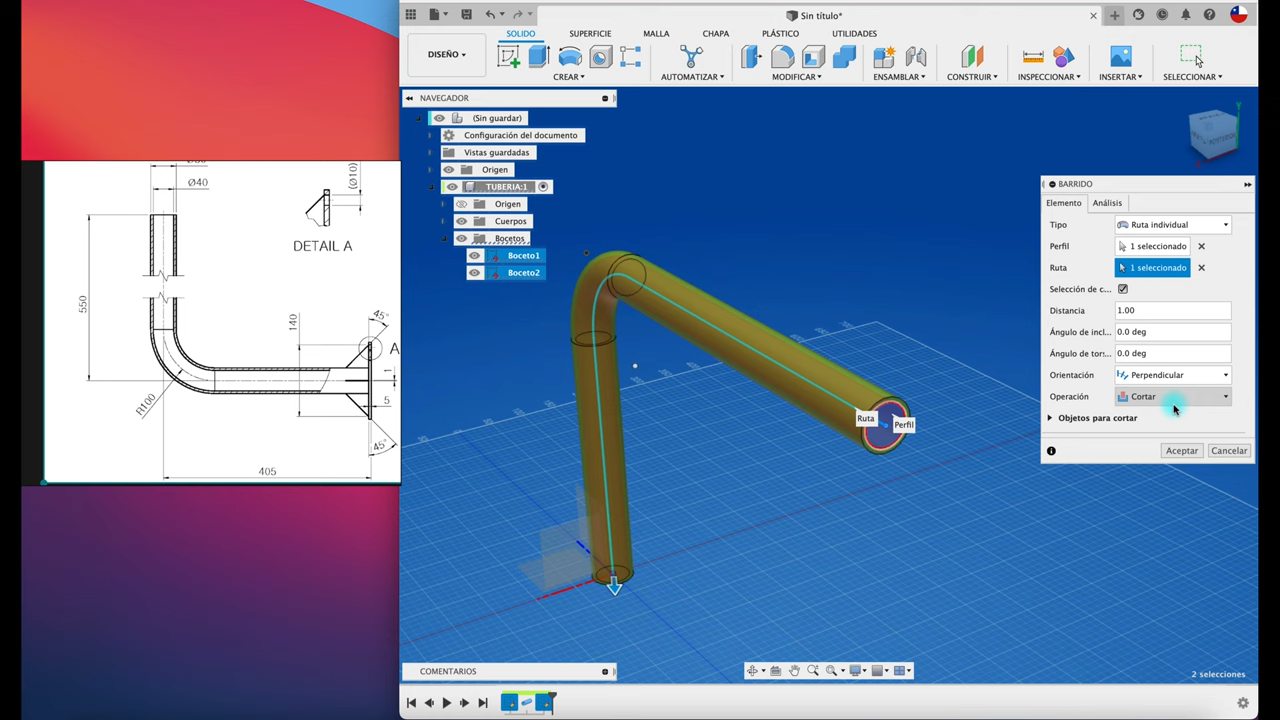 Sin título*
DISEÑO
SOLIDO
SUPERFICIE
MALLA
CHAPA
PLÁSTICO
UTILIDADES
CREAR
AUTOMATIZAR
MODIFICAR
ENSAMBLAR
CONSTRUIR
INSPECCIONAR
INSERTAR
SELECCIONAR
NAVEGADOR
(Sin guardar)
Configuración del documento
Vistas guardadas
Origen
TUBERIA:1
Origen
Cuerpos
Bocetos
Boceto1
Boceto2
Ø40
(Ø10)
DETAIL A
550
140
45°
A
1
5
R100
45°
405
Ruta
Perfil
BARRIDO
Elemento
Análisis
Tipo
Ruta individual
Perfil
1 seleccionado
Ruta
1 seleccionado
Selección de c...
Distancia
1.00
Ángulo de incl...
0.0 deg
Ángulo de tor...
0.0 deg
Orientación
Perpendicular
Operación
Cortar
Objetos para cortar
Aceptar
Cancelar
COMENTARIOS
2 selecciones